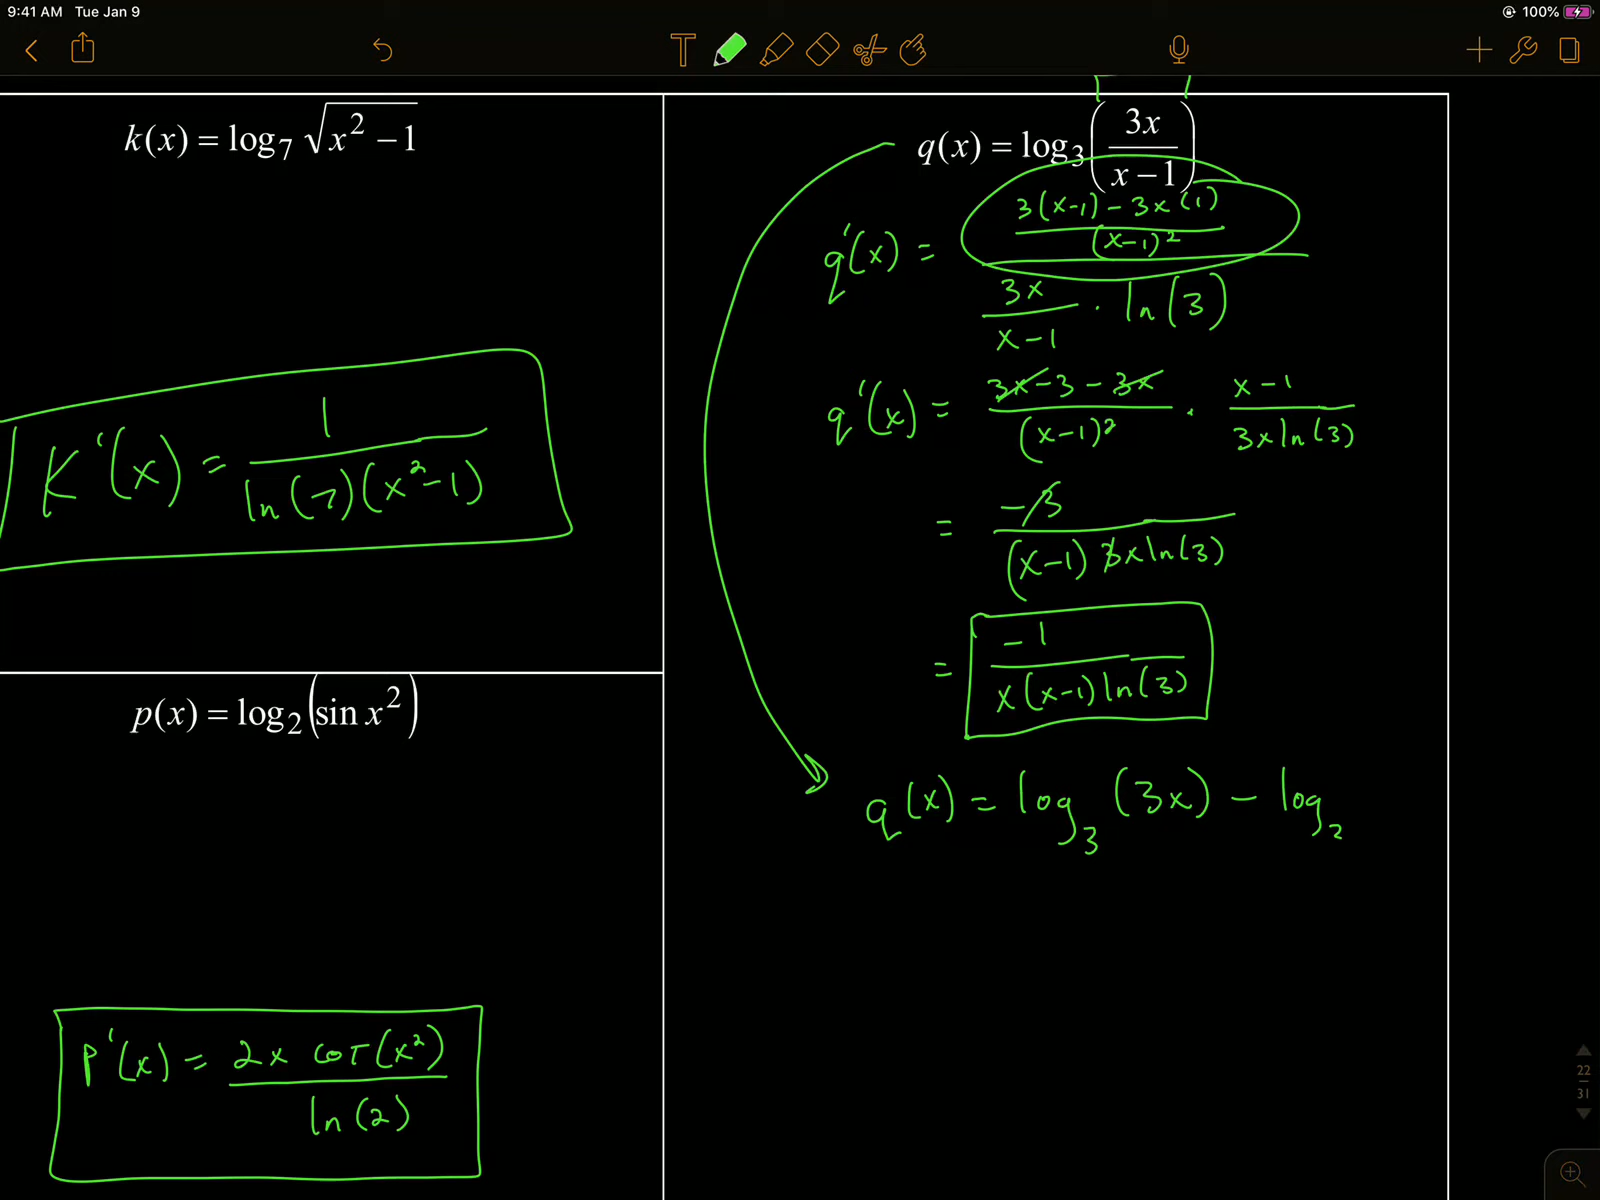 9:41 AM Tue Jan 9
100%
T
k(x) = log₇ √(x² − 1)
K'(x) = 1 / (ln(7)(x²−1))
p(x) = log₂(sin x²)
P'(x) = 2x cot(x²) / ln(2)
q(x) = log₃(3x / (x − 1))
q'(x) = ((3(x−1) − 3x(1)) / (x−1)²) / ((3x / (x−1)) · ln(3))
q'(x) = (3x − 3 − 3x) / (x−1)² · (x−1) / (3x ln(3))
= −3 / ((x−1) 3x ln(3))
= −1 / (x(x−1) ln(3))
q(x) = log₃ (3x) − log₂
22
31